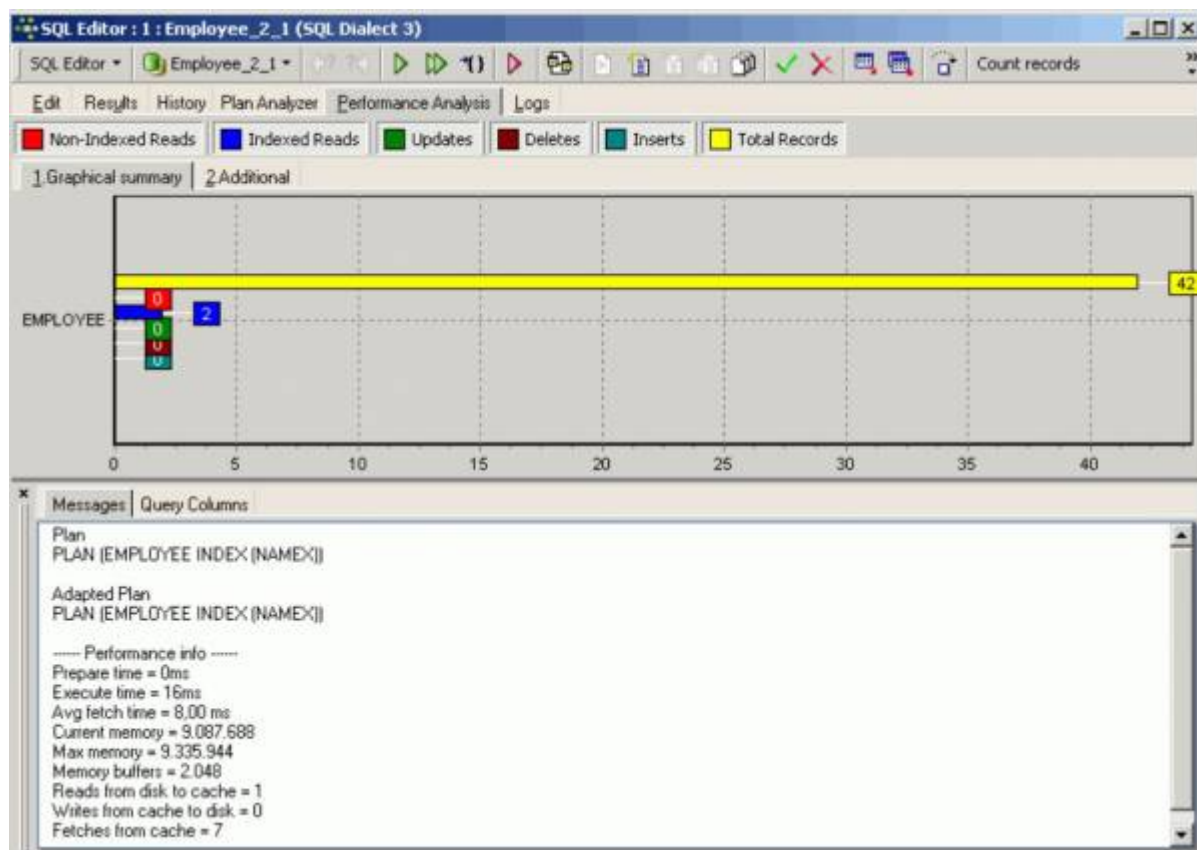 SQL Editor : 1 : Employee_2_1 (SQL Dialect 3)
SQL Editor Employee_2_1 Count records
Edit Results History Plan Analyzer Performance Analysis Logs
Non-Indexed Reads Indexed Reads Updates Deletes Inserts Total Records
1.Graphical summary 2.Additional
42
0
EMPLOYEE 2
0
0
0
0 5 10 15 20 25 30 35 40
Messages Query Columns
Plan
PLAN (EMPLOYEE INDEX (NAMEX))
Adapted Plan
PLAN (EMPLOYEE INDEX (NAMEX))
------ Performance info ------
Prepare time = 0ms
Execute time = 16ms
Avg fetch time = 8,00 ms
Current memory = 9.087.688
Max memory = 9.335.944
Memory buffers = 2.048
Reads from disk to cache = 1
Writes from cache to disk = 0
Fetches from cache = 7